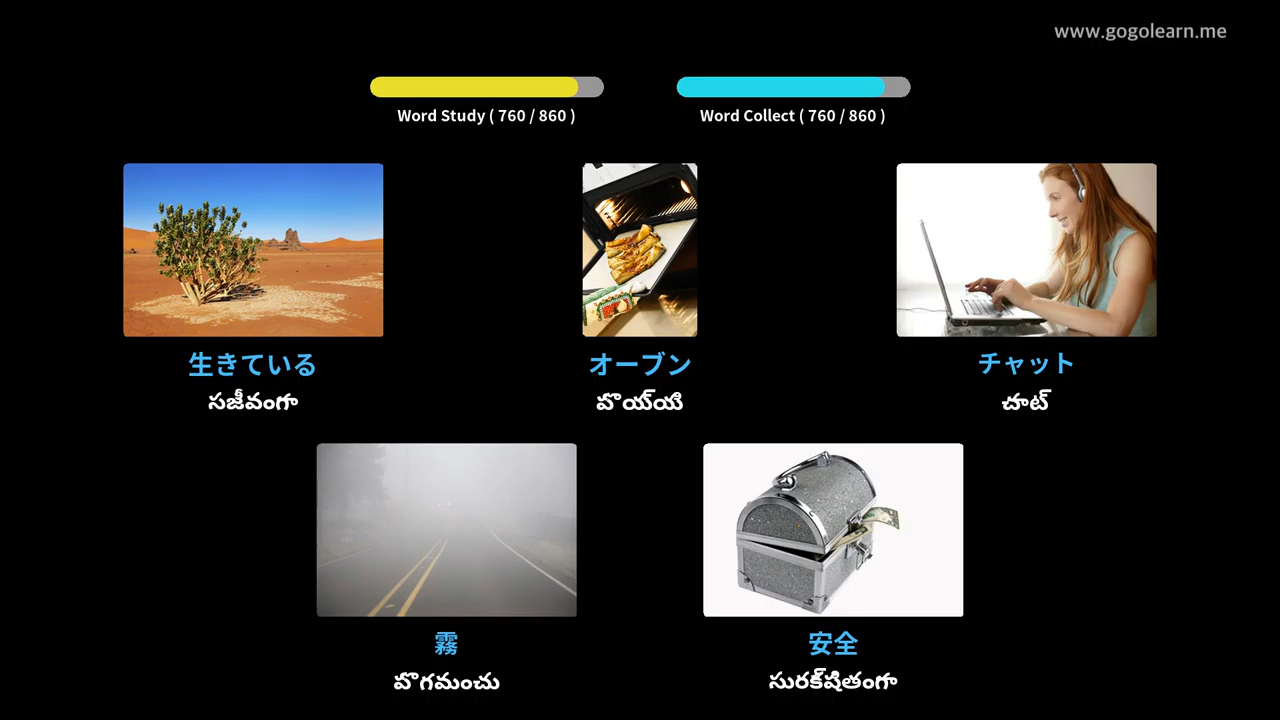 www.gogolearn.me
Word Study ( 760 / 860 )
Word Collect ( 760 / 860 )
生きている
సజీవంగా
オーブン
పొయ్యి
チャット
చాట్
霧
పొగమంచు
安全
సురక్షితంగా